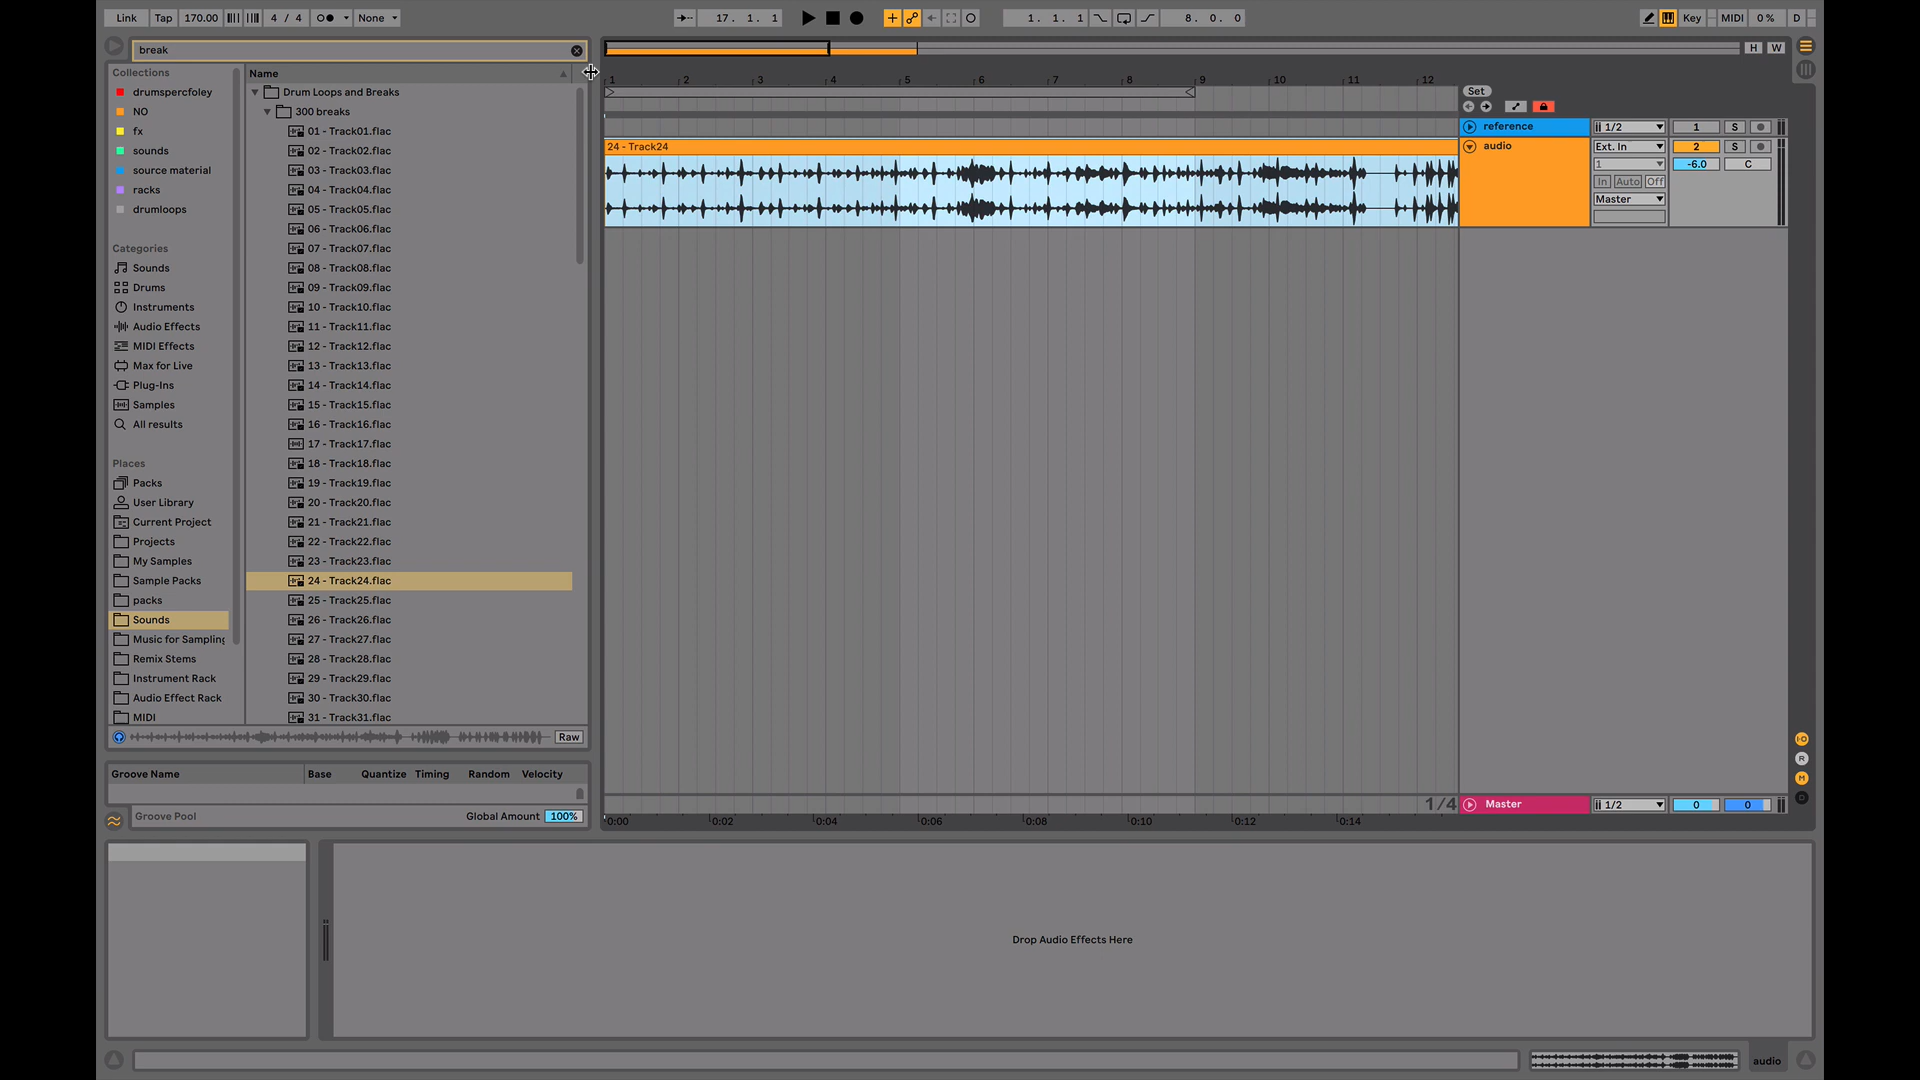 Link Tap 170.00 4 / 4 None 17. 1. 1 1. 1. 1 8. 0. 0 Key MIDI 0 % D
break
H W
Collections
drumspercfoley
NO
fx
sounds
source material
racks
drumloops
Categories
Sounds
Drums
Instruments
Audio Effects
MIDI Effects
Max for Live
Plug-Ins
Samples
All results
Places
Packs
User Library
Current Project
Projects
My Samples
Sample Packs
packs
Sounds
Music for Sampling
Remix Stems
Instrument Rack
Audio Effect Rack
MIDI
Name
Drum Loops and Breaks
300 breaks
01 - Track01.flac
02 - Track02.flac
03 - Track03.flac
04 - Track04.flac
05 - Track05.flac
06 - Track06.flac
07 - Track07.flac
08 - Track08.flac
09 - Track09.flac
10 - Track10.flac
11 - Track11.flac
12 - Track12.flac
13 - Track13.flac
14 - Track14.flac
15 - Track15.flac
16 - Track16.flac
17 - Track17.flac
18 - Track18.flac
19 - Track19.flac
20 - Track20.flac
21 - Track21.flac
22 - Track22.flac
23 - Track23.flac
24 - Track24.flac
25 - Track25.flac
26 - Track26.flac
27 - Track27.flac
28 - Track28.flac
29 - Track29.flac
30 - Track30.flac
31 - Track31.flac
Raw
Groove Name Base Quantize Timing Random Velocity
Groove Pool Global Amount 100%
1 2 3 4 5 6 7 8 9 10 11 12
Set
reference 1/2 1 S
24 - Track24
audio Ext. In 2 S
1 -6.0 C
In Auto Off
Master
I·O
R
M
D
1/4 Master 1/2 0 0
0:00 0:02 0:04 0:06 0:08 0:10 0:12 0:14
Drop Audio Effects Here
audio